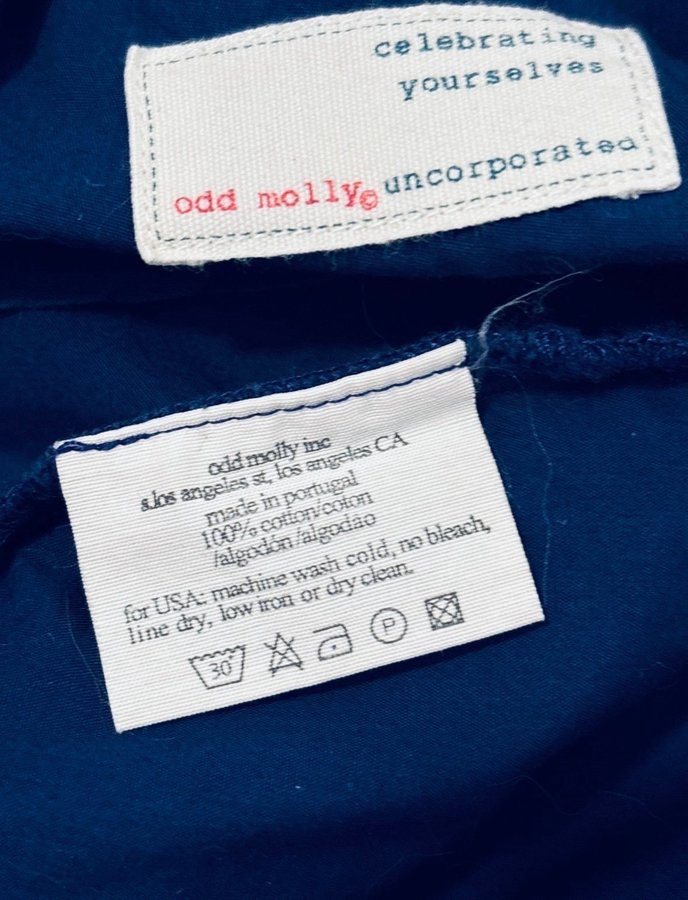 celebrating
yourselves
odd molly© uncorporated
odd molly inc
s.los angeles st, los angeles CA
made in portugal
100% cotton/coton
/algodón/algodao
for USA: machine wash cold, no bleach,
line dry, low iron or dry clean.
30° P